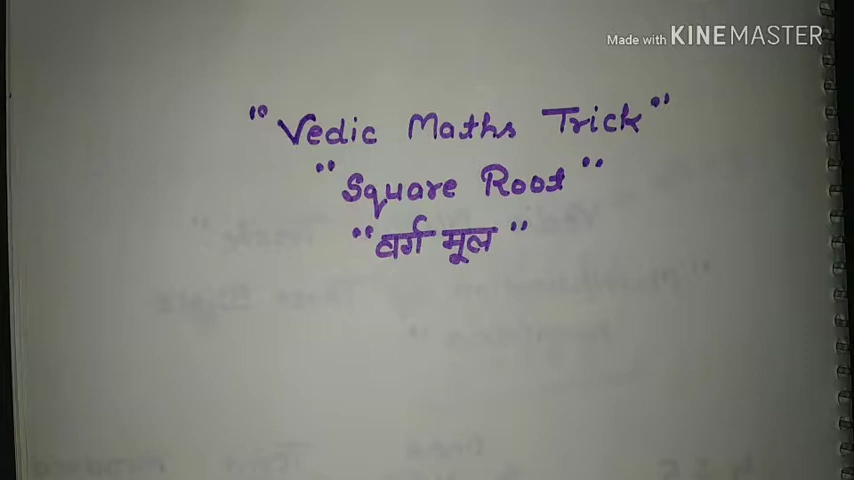 Made with KINEMASTER
"Vedic Maths Trick"
"Square Root"
"वर्ग मूल"